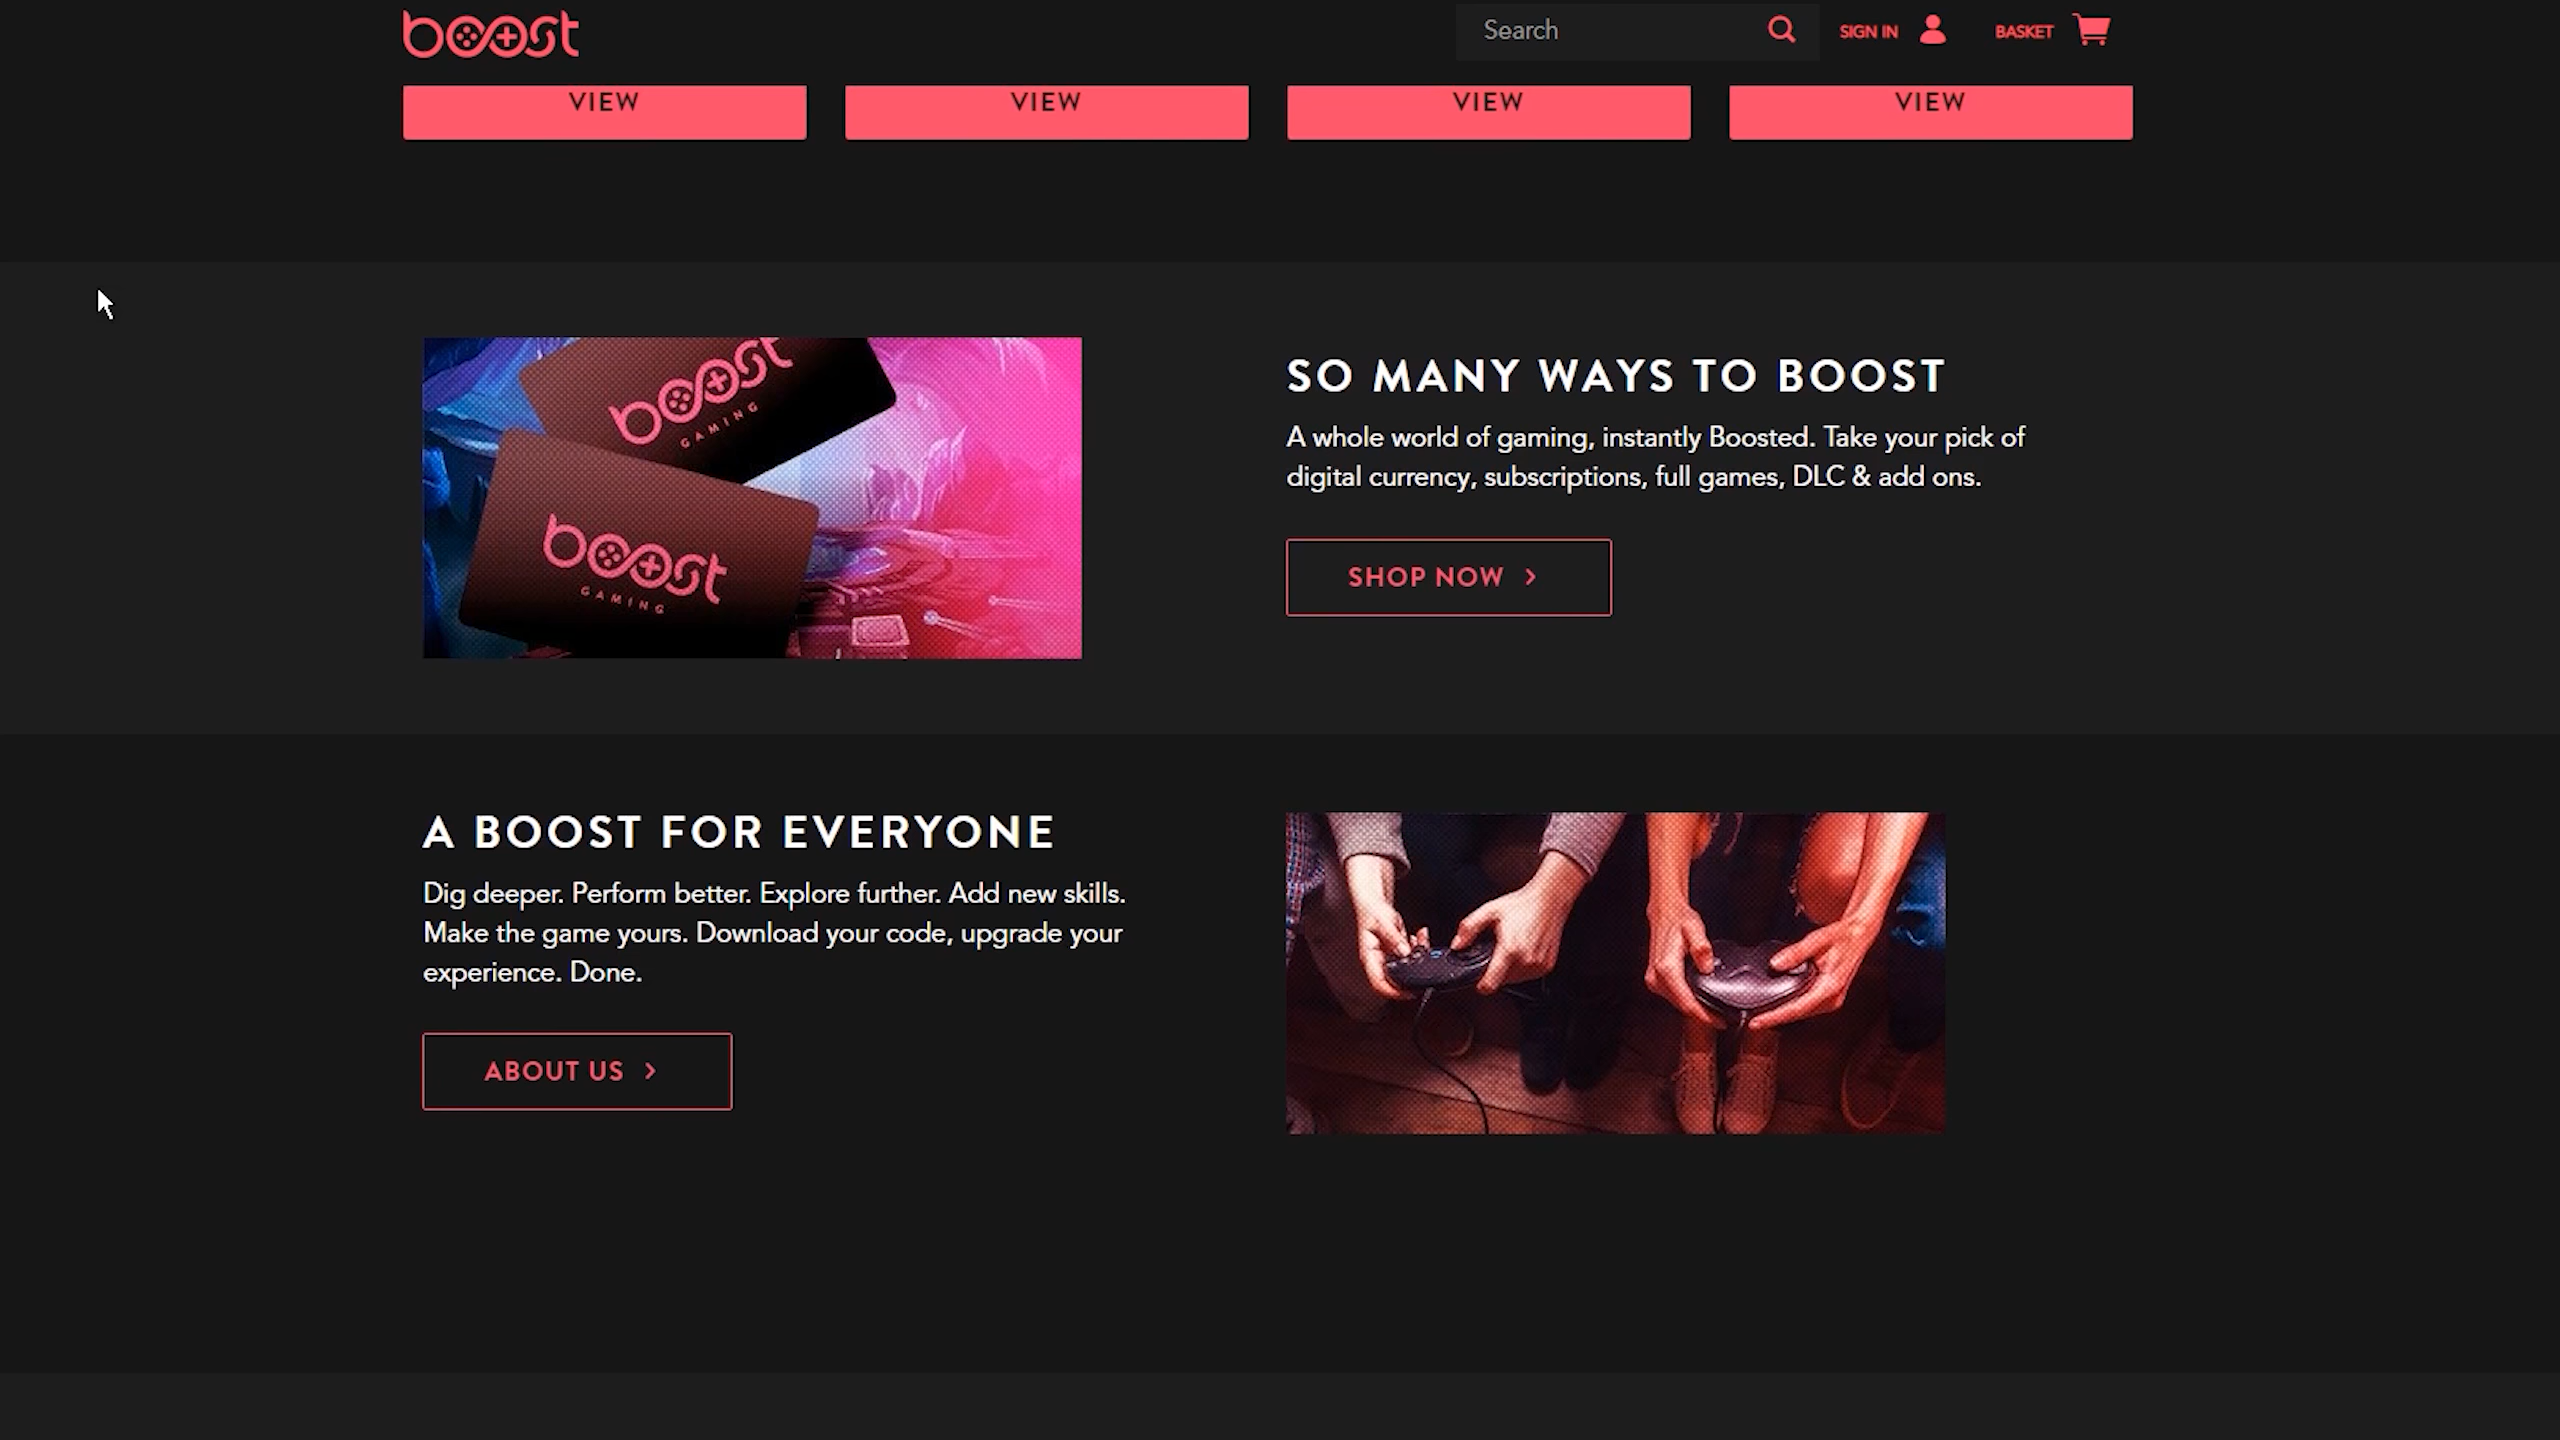 boost
Search
SIGN IN
BASKET
VIEW
VIEW
VIEW
VIEW
boost
GAMING
boost
GAMING
SO MANY WAYS TO BOOST
A whole world of gaming, instantly Boosted. Take your pick of
digital currency, subscriptions, full games, DLC & add ons.
SHOP NOW
A BOOST FOR EVERYONE
Dig deeper. Perform better. Explore further. Add new skills.
Make the game yours. Download your code, upgrade your
experience. Done.
ABOUT US